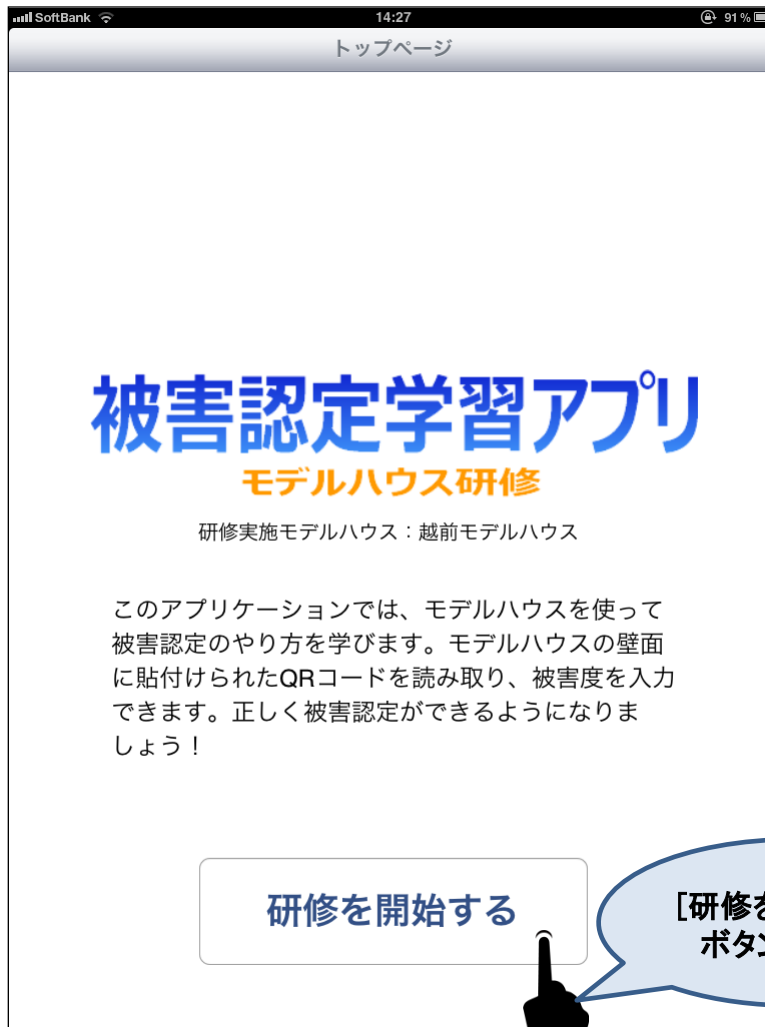 SoftBank 14:27 91%
トップページ
被害認定学習アプリ
モデルハウス研修
研修実施モデルハウス：越前モデルハウス
このアプリケーションでは、モデルハウスを使って
被害認定のやり方を学びます。モデルハウスの壁面
に貼付けられたQRコードを読み取り、被害度を入力
できます。正しく被害認定ができるようになりま
しょう！
研修を開始する
［研修を
ボタン